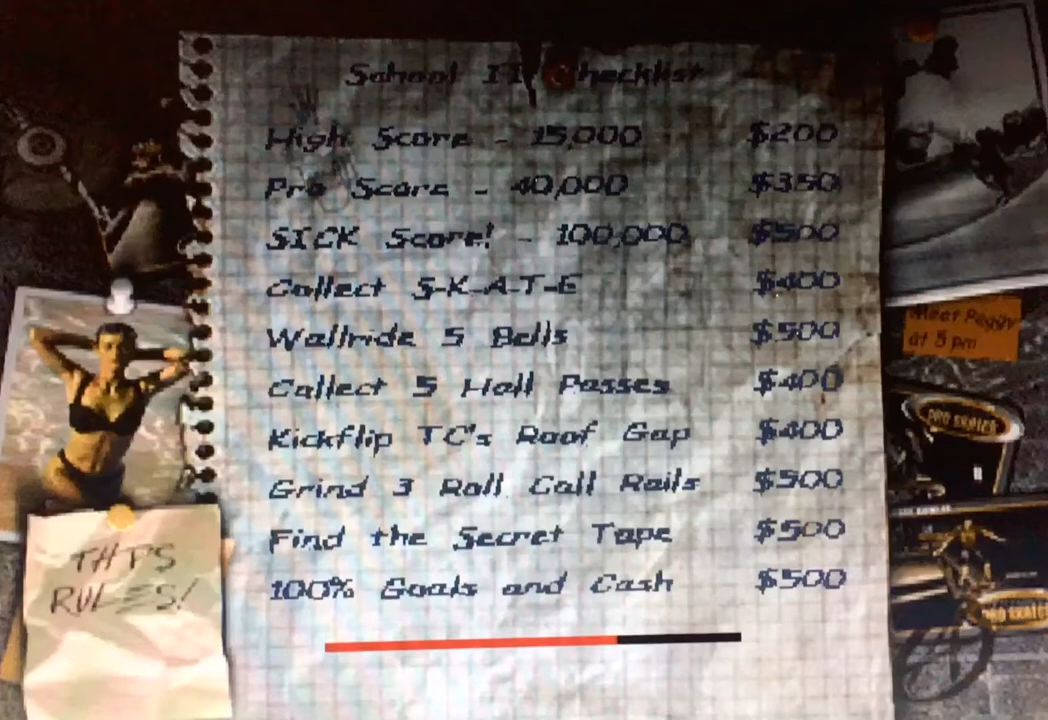 School II Checklist
High Score - 15,000 $200
Pro Score - 40,000 $350
SICK Score! - 100,000 $500
Collect S-K-A-T-E $400
Wallride 5 Bells $500
Collect 5 Hall Passes $400
Kickflip TC's Roof Gap $400
Grind 3 Roll Call Rails $500
Find the Secret Tape $500
100% Goals and Cash $500
Meet Peggy
at 5 pm
PRO SKATER
THPS
RULES!
PRO SKATER